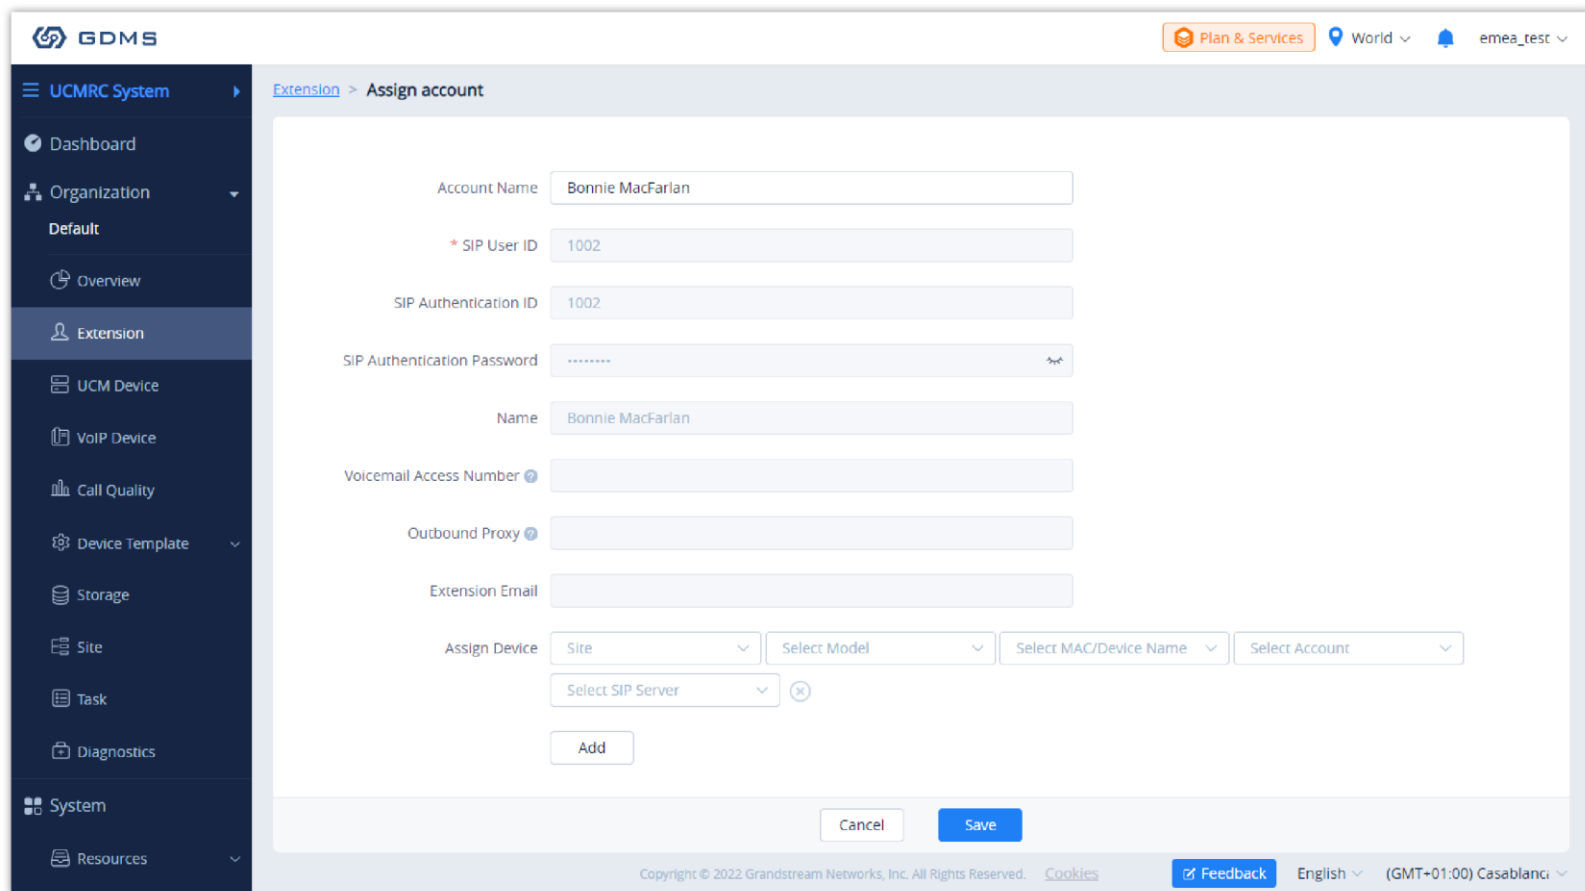 GDMS
Plan & Services
World
emea_test
UCMRC System
Extension > Assign account
Dashboard
Organization
Default
Overview
Extension
UCM Device
VoIP Device
Call Quality
Device Template
Storage
Site
Task
Diagnostics
System
Resources
Account Name Bonnie MacFarlan
* SIP User ID 1002
SIP Authentication ID 1002
SIP Authentication Password --------
Name Bonnie MacFarlan
Voicemail Access Number ?
Outbound Proxy ?
Extension Email
Assign Device Site Select Model Select MAC/Device Name Select Account
Select SIP Server
Add
Cancel Save
Copyright © 2022 Grandstream Networks, Inc. All Rights Reserved. Cookies
Feedback English (GMT+01:00) Casablanc